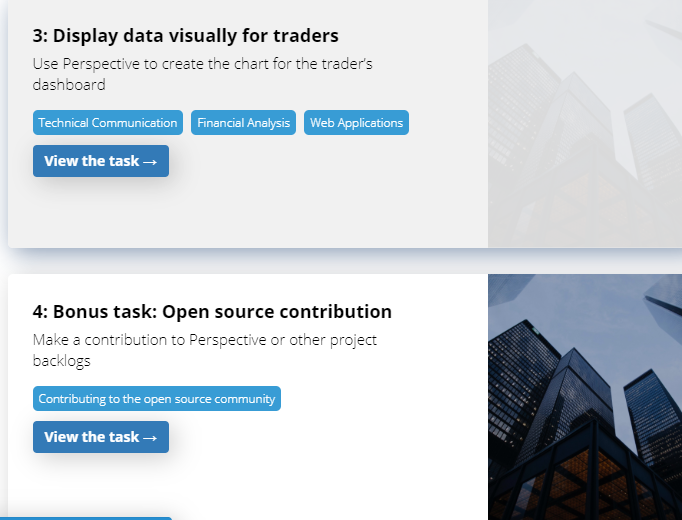 3: Display data visually for traders
Use Perspective to create the chart for the trader's
dashboard
Technical Communication Financial Analysis Web Applications
View the task →
4: Bonus task: Open source contribution
Make a contribution to Perspective or other project
backlogs
Contributing to the open source community
View the task →